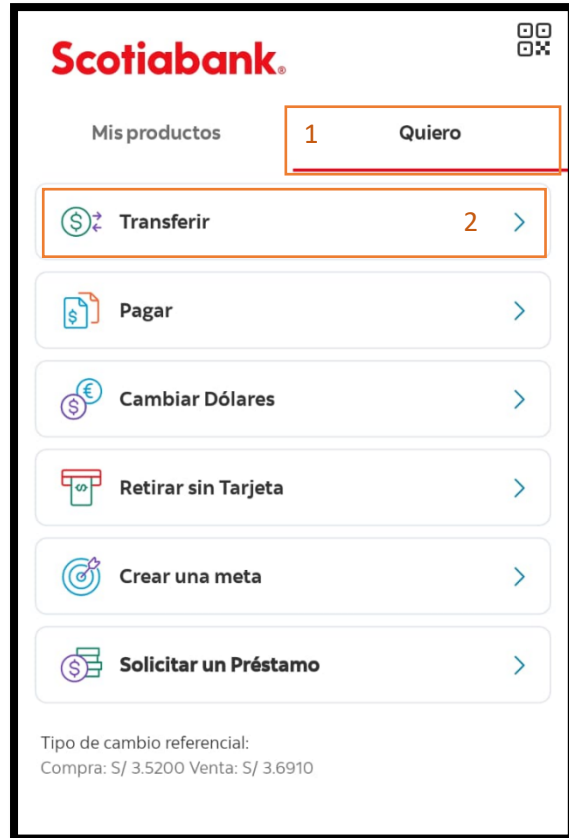 Scotiabank®
Mis productos
1 Quiero
Transferir 2
Pagar
Cambiar Dólares
Retirar sin Tarjeta
Crear una meta
Solicitar un Préstamo
Tipo de cambio referencial:
Compra: S/ 3.5200 Venta: S/ 3.6910